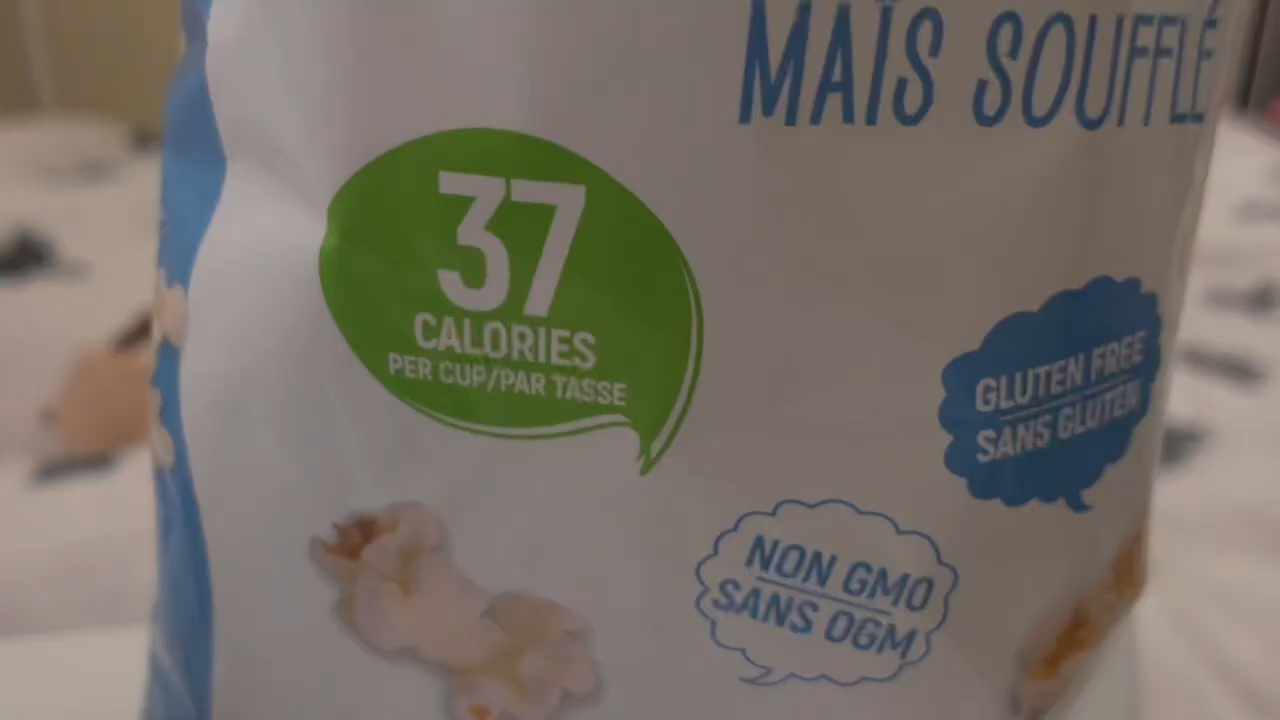 MAÏS SOUFFLÉ
37
CALORIES
PER CUP/PAR TASSE
GLUTEN FREE
SANS GLUTEN
NON GMO
SANS OGM